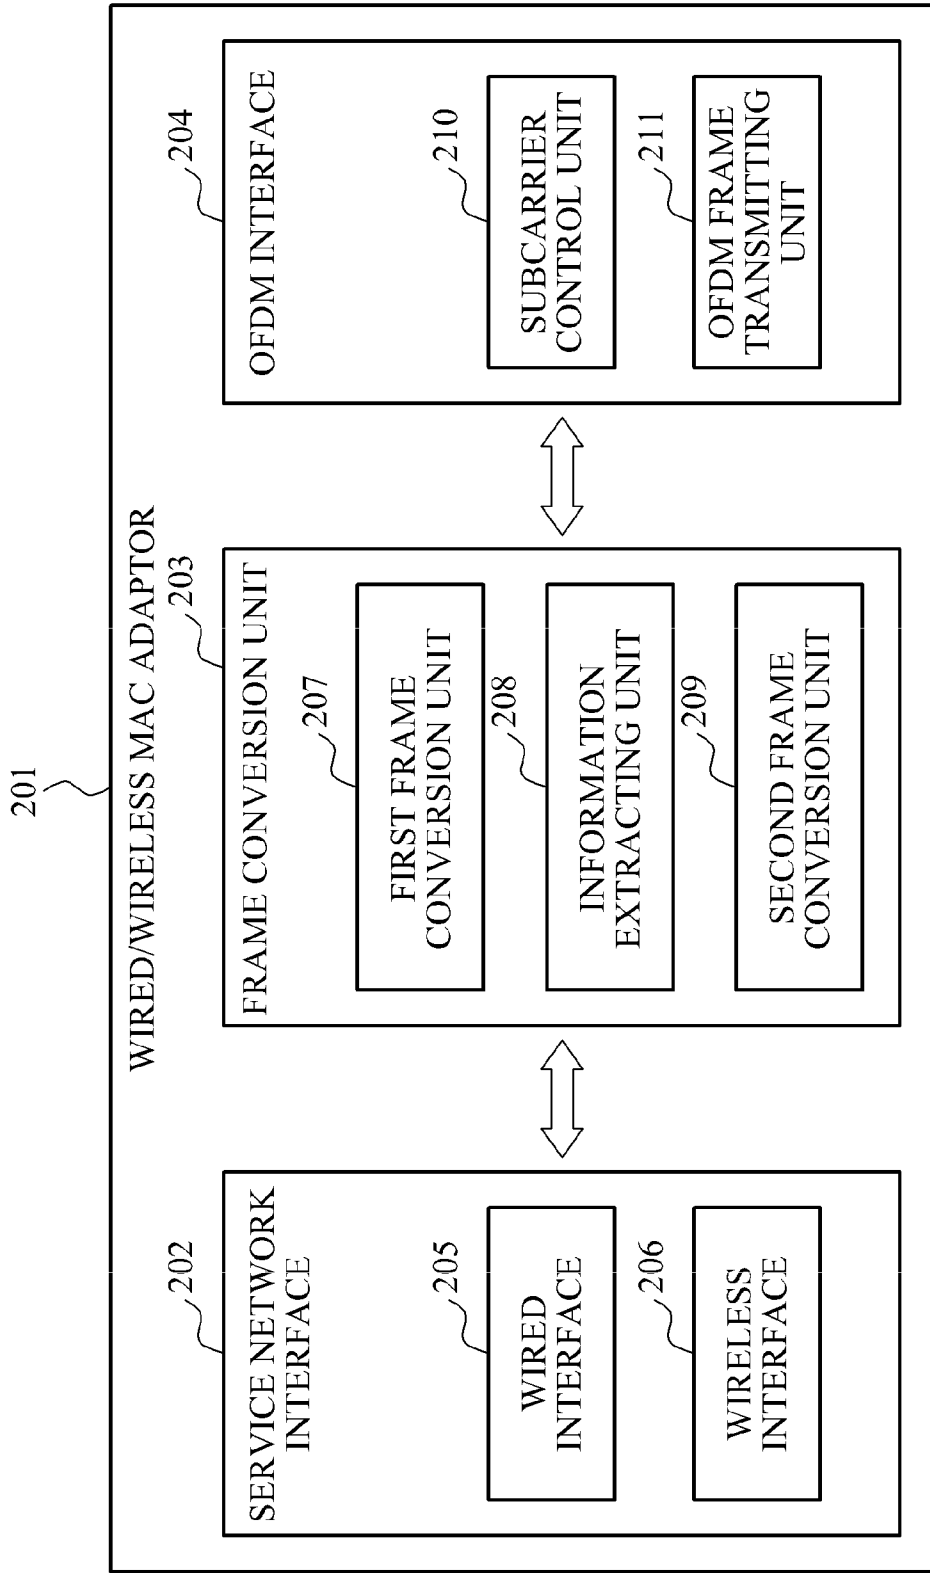 201
WIRED/WIRELESS MAC ADAPTOR
202
SERVICE NETWORK
INTERFACE
205
WIRED
INTERFACE
206
WIRELESS
INTERFACE
203
FRAME CONVERSION UNIT
207
FIRST FRAME
CONVERSION UNIT
208
INFORMATION
EXTRACTING UNIT
209
SECOND FRAME
CONVERSION UNIT
204
OFDM INTERFACE
210
SUBCARRIER
CONTROL UNIT
211
OFDM FRAME
TRANSMITTING
UNIT